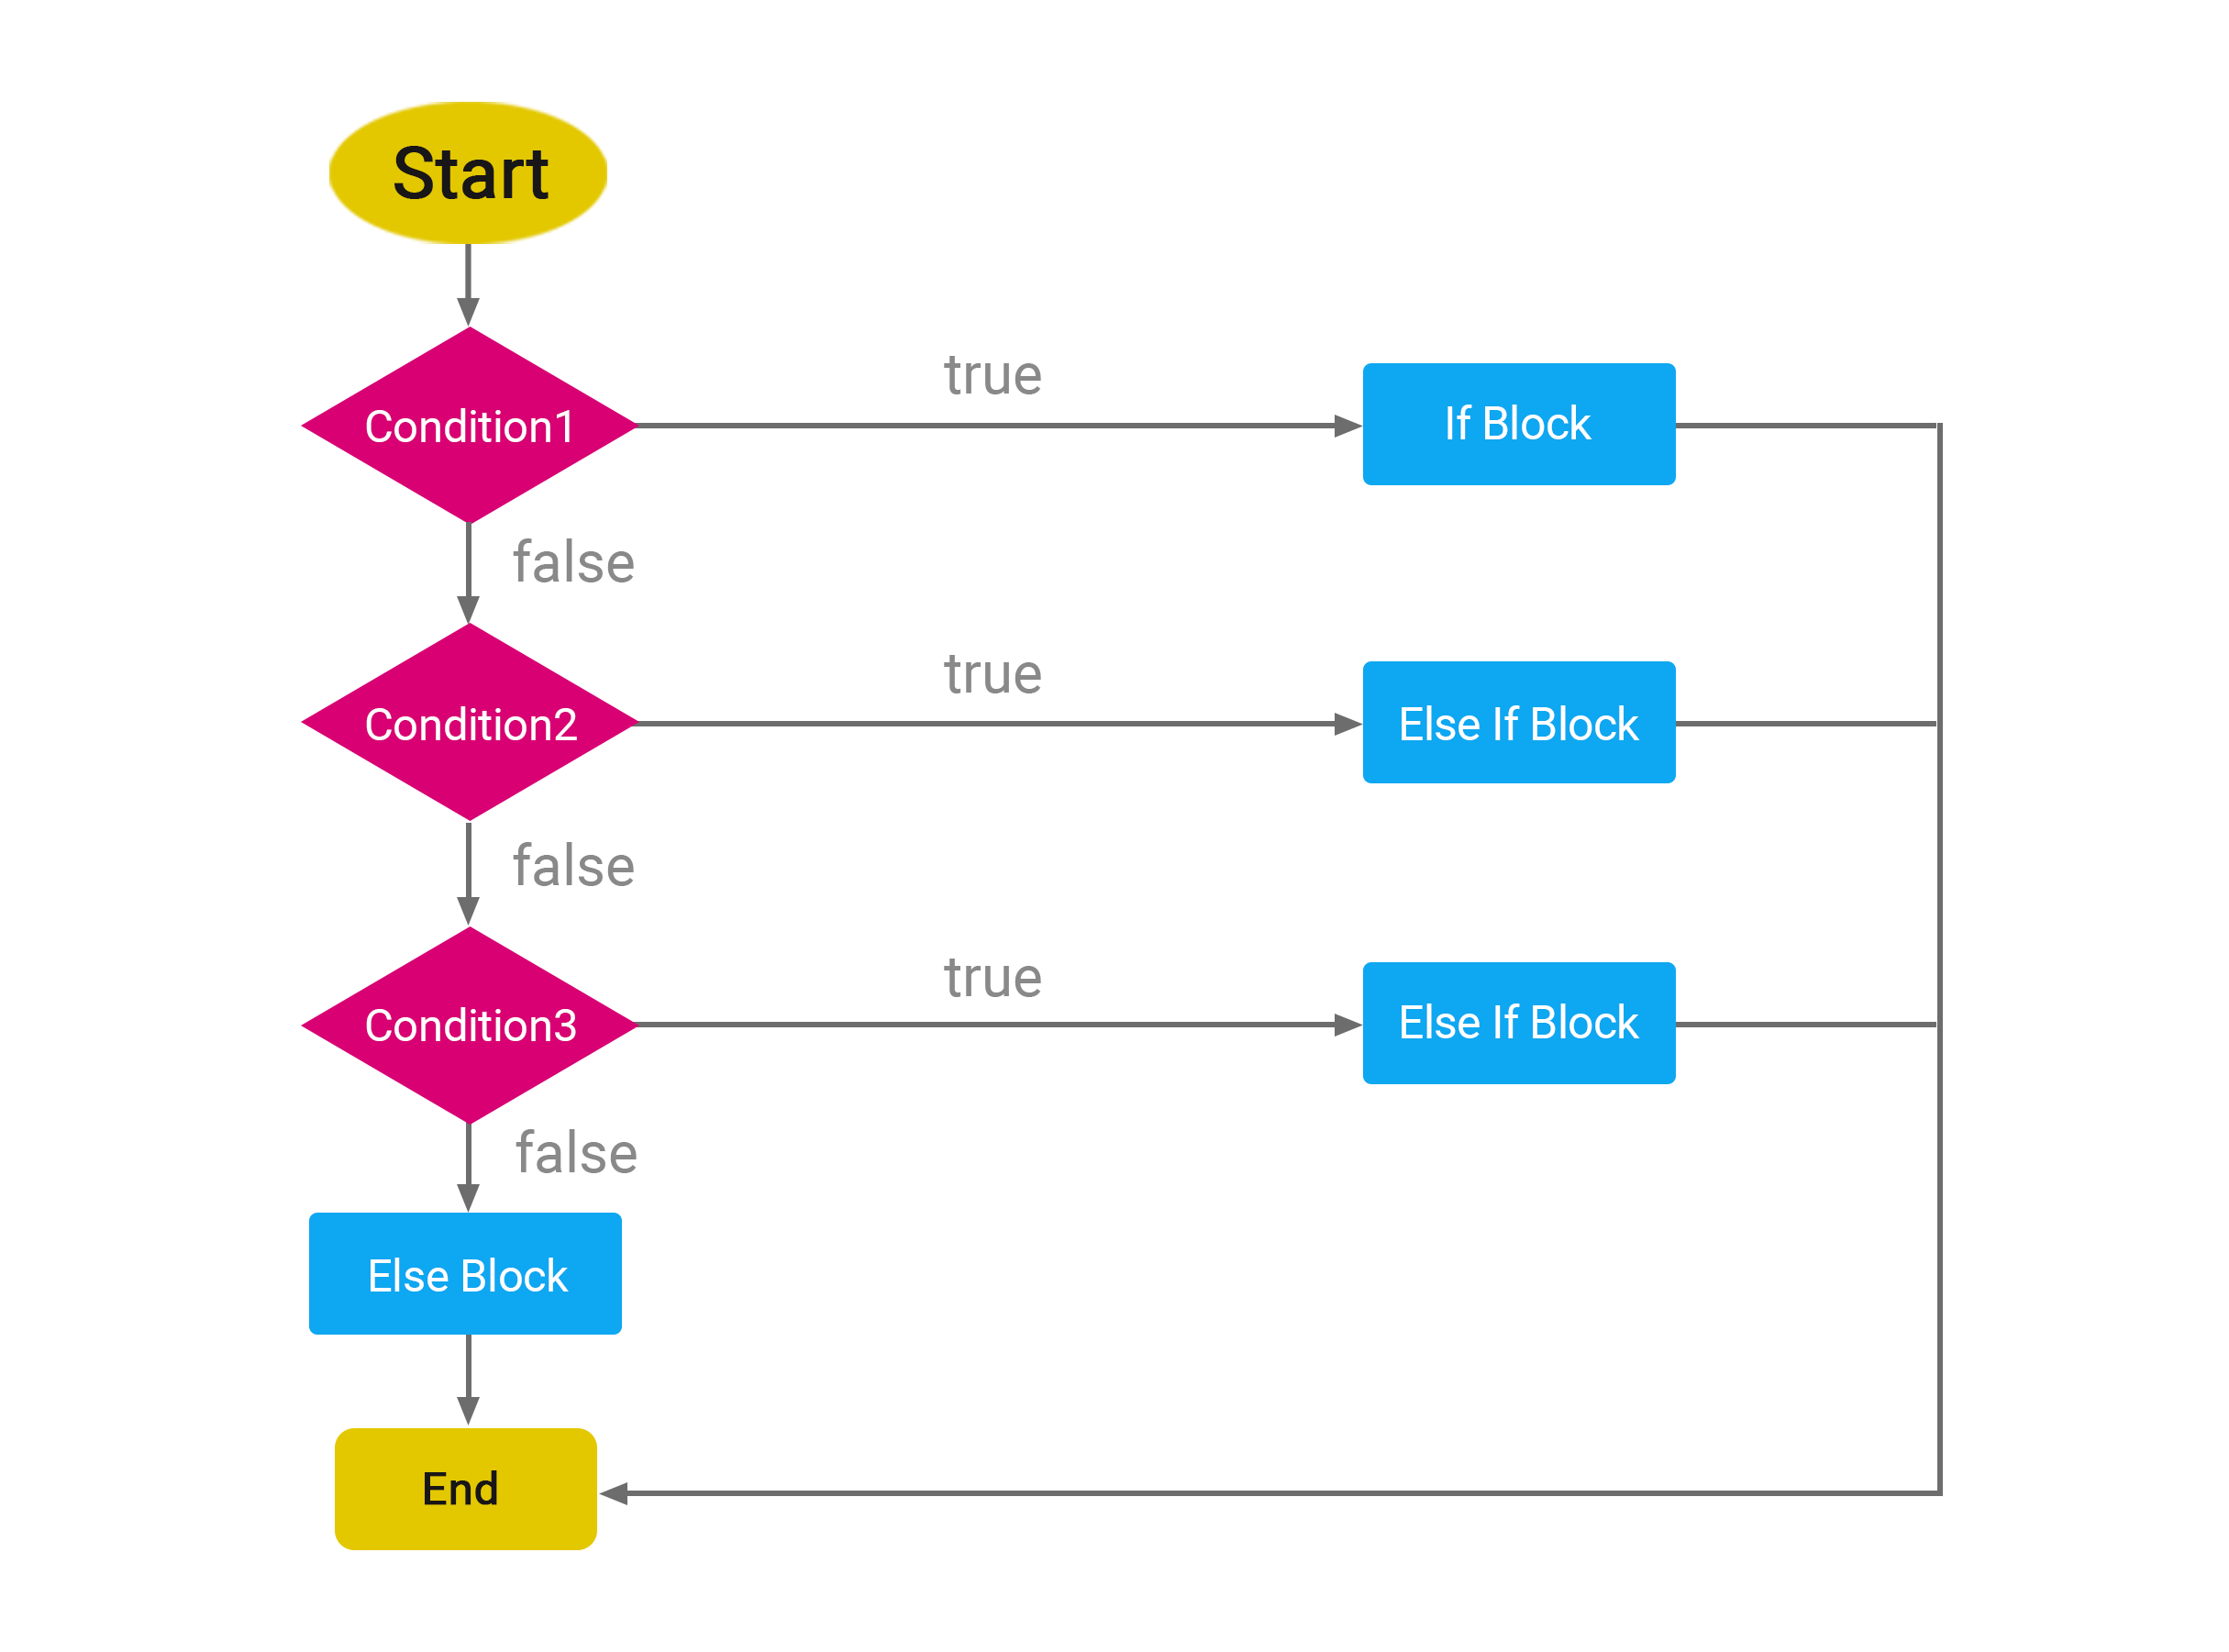 Start
true
Condition1
If Block
false
true
Condition2
Else If Block
false
true
Condition3
Else If Block
false
Else Block
End